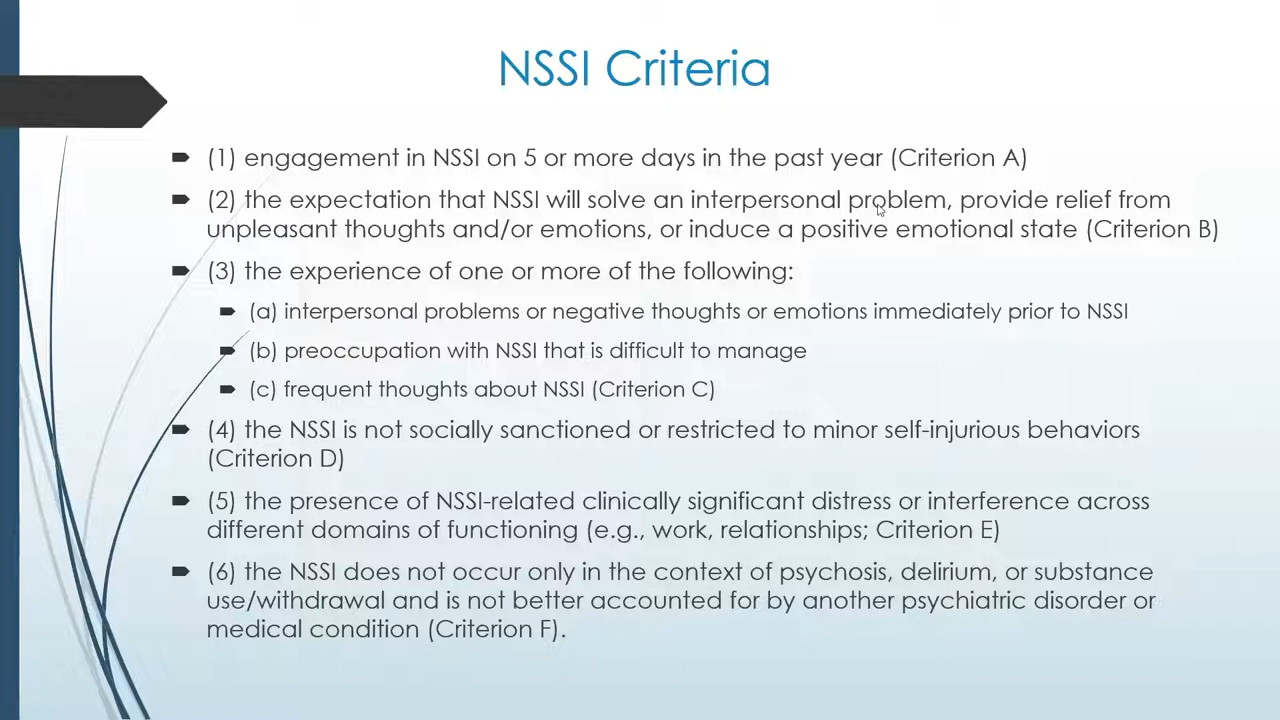 NSSI Criteria
(1) engagement in NSSI on 5 or more days in the past year (Criterion A)
(2) the expectation that NSSI will solve an interpersonal problem, provide relief from
unpleasant thoughts and/or emotions, or induce a positive emotional state (Criterion B)
(3) the experience of one or more of the following:
(a) interpersonal problems or negative thoughts or emotions immediately prior to NSSI
(b) preoccupation with NSSI that is difficult to manage
(c) frequent thoughts about NSSI (Criterion C)
(4) the NSSI is not socially sanctioned or restricted to minor self-injurious behaviors
(Criterion D)
(5) the presence of NSSI-related clinically significant distress or interference across
different domains of functioning (e.g., work, relationships; Criterion E)
(6) the NSSI does not occur only in the context of psychosis, delirium, or substance
use/withdrawal and is not better accounted for by another psychiatric disorder or
medical condition (Criterion F).